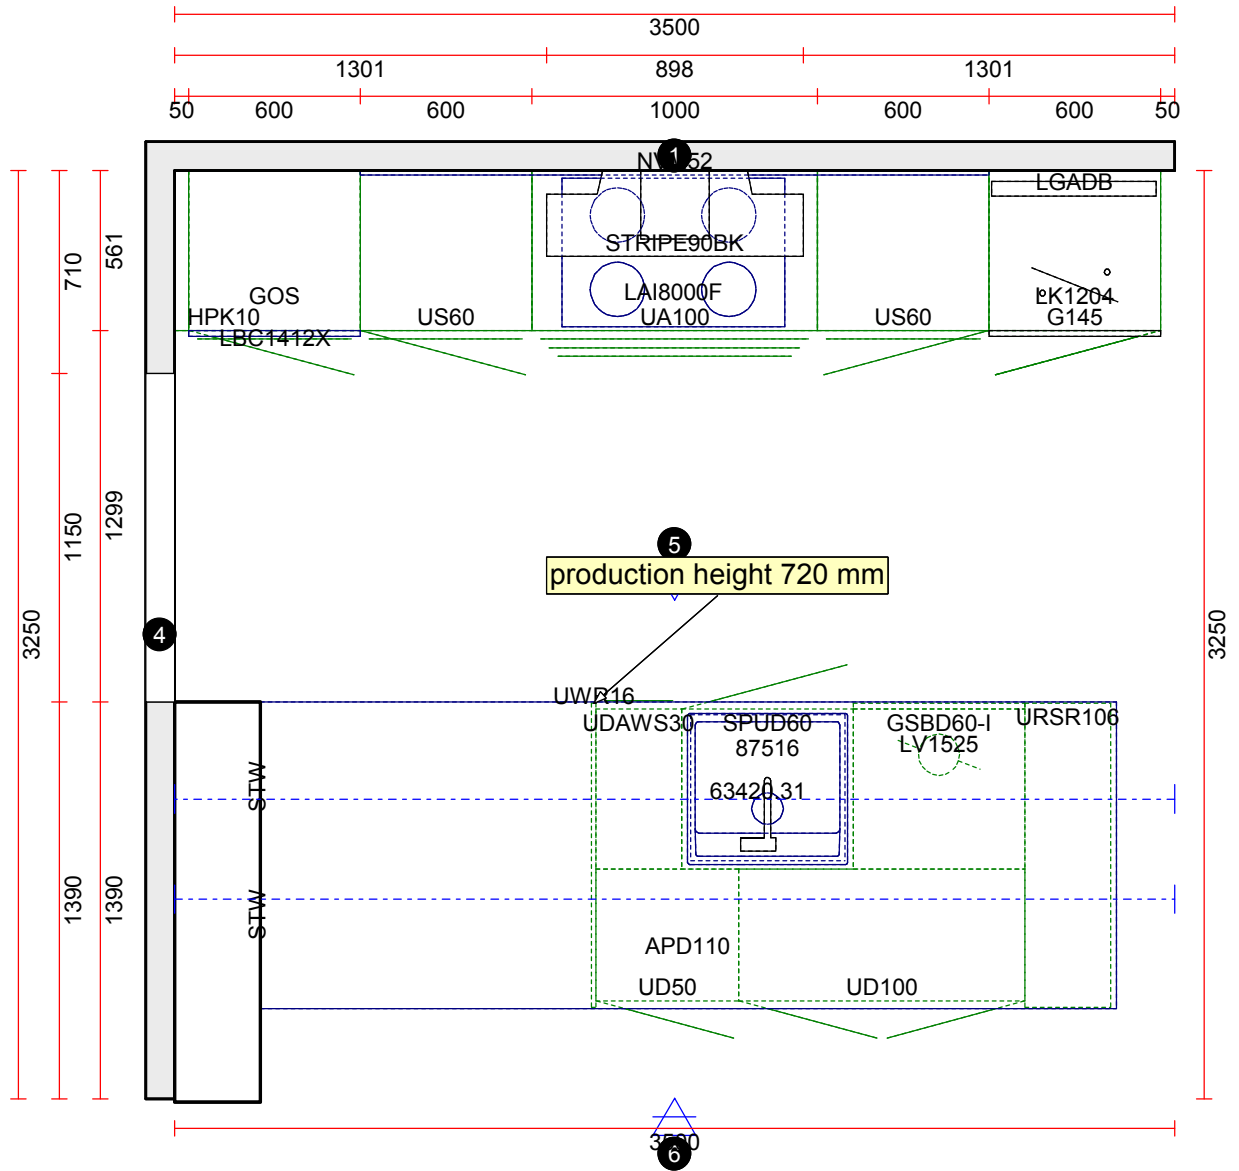 3500
1301 898 1301
50 600 600 1000 600 600 50
1
LGADB
STRIPE90BK
561
710
GOS
LAI8000F
LK1204
HPK10 US60 UA100 US60 G145
LBC1412X
1299
1150
5
production height 720 mm
3250
3250
4
UWR16
UDAWS30 SPUD60 GSBD60-I URSR106
87516 LV1525
63420.31
STW
STW
1390
1390
APD110
UD50 UD100
3500
6